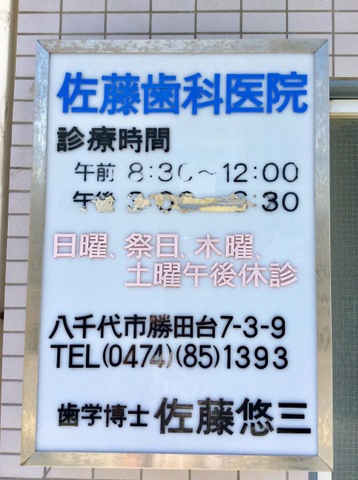 佐藤歯科医院
診療時間
午前 8:30～12:00
午後 :30
日曜、祭日、木曜、
土曜午後休診
八千代市勝田台7-3-9
TEL(0474)(85)1393
歯学博士 佐藤悠三